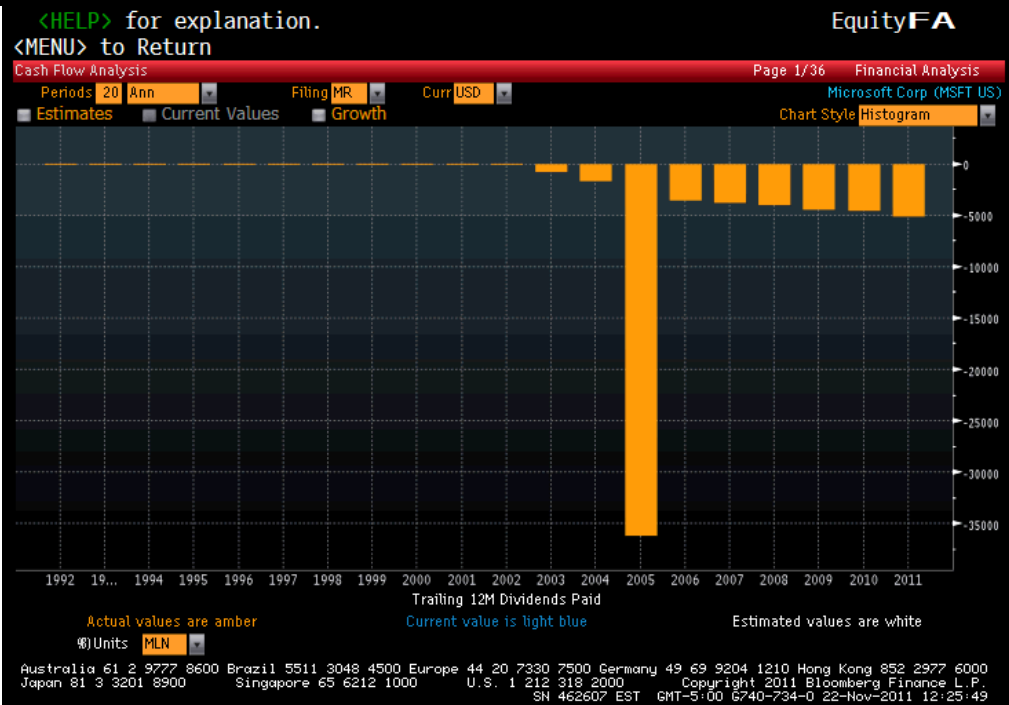 <HELP> for explanation. EquityFA
<MENU> to Return
Cash Flow Analysis Page 1/36 Financial Analysis
Periods 20 Ann Filing MR Curr USD Microsoft Corp (MSFT US)
Estimates Current Values Growth Chart Style Histogram
0
-5000
-10000
-15000
-20000
-25000
-30000
-35000
1992 19... 1994 1995 1996 1997 1998 1999 2000 2001 2002 2003 2004 2005 2006 2007 2008 2009 2010 2011
Trailing 12M Dividends Paid
Actual values are amber Current value is light blue Estimated values are white
Units MLN
Australia 61 2 9777 8600 Brazil 5511 3048 4500 Europe 44 20 7330 7500 Germany 49 69 9204 1210 Hong Kong 852 2977 6000
Japan 81 3 3201 8900 Singapore 65 6212 1000 U.S. 1 212 318 2000 Copyright 2011 Bloomberg Finance L.P.
SN 462607 EST GMT-5:00 G740-734-0 22-Nov-2011 12:25:49